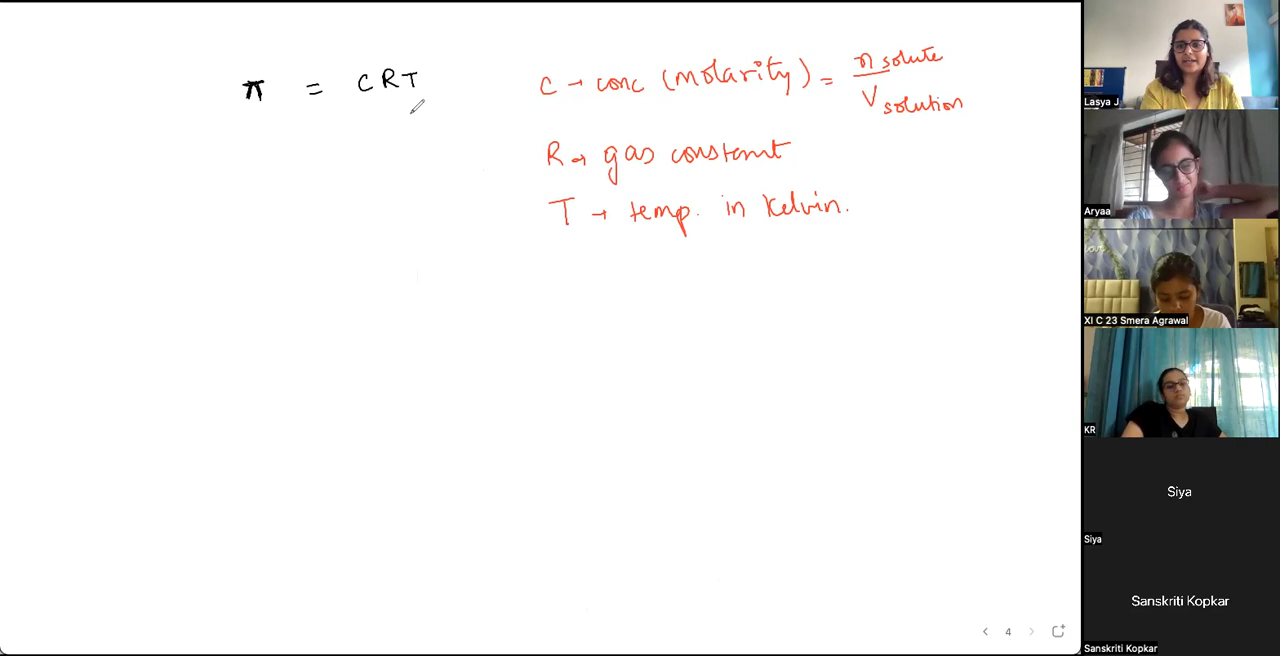 π = CRT
C → conc (molarity) = n solute / V solution
R → gas constant
T → temp. in Kelvin.
4
Lasya J
Aryaa
XI C 23 Smera Agrawal
KR
Siya
Siya
Sanskriti Kopkar
Sanskriti Kopkar